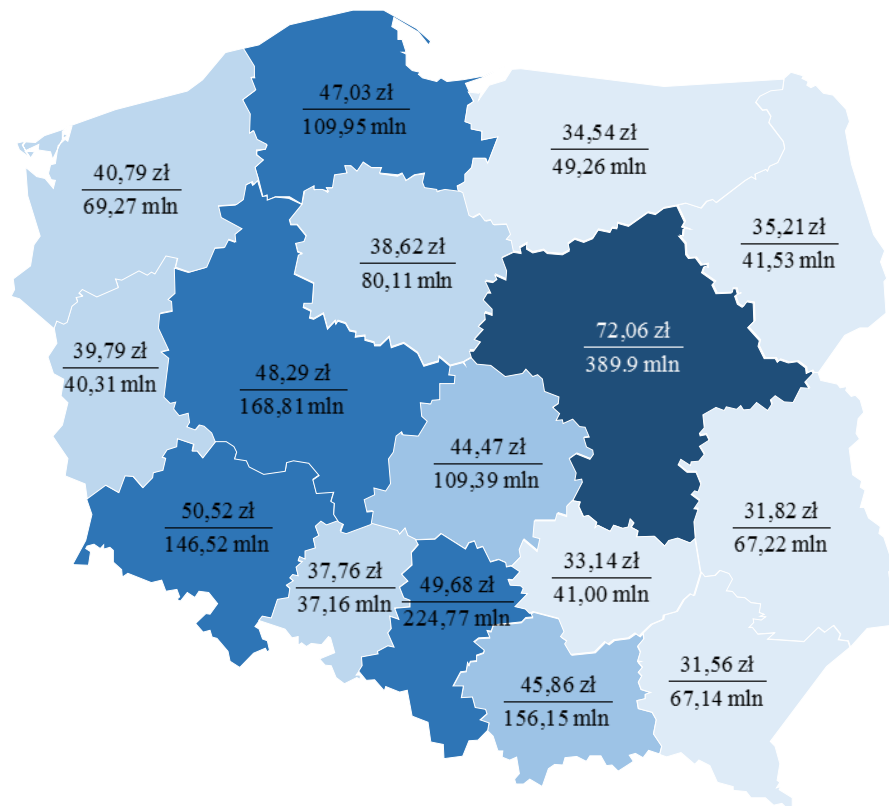 47,03 zł
109,95 mln
34,54 zł
49,26 mln
40,79 zł
69,27 mln
35,21 zł
41,53 mln
38,62 zł
80,11 mln
72,06 zł
389.9 mln
39,79 zł
40,31 mln
48,29 zł
168,81 mln
44,47 zł
109,39 mln
50,52 zł
146,52 mln
31,82 zł
67,22 mln
37,76 zł
37,16 mln
49,68 zł
224,77 mln
33,14 zł
41,00 mln
45,86 zł
156,15 mln
31,56 zł
67,14 mln